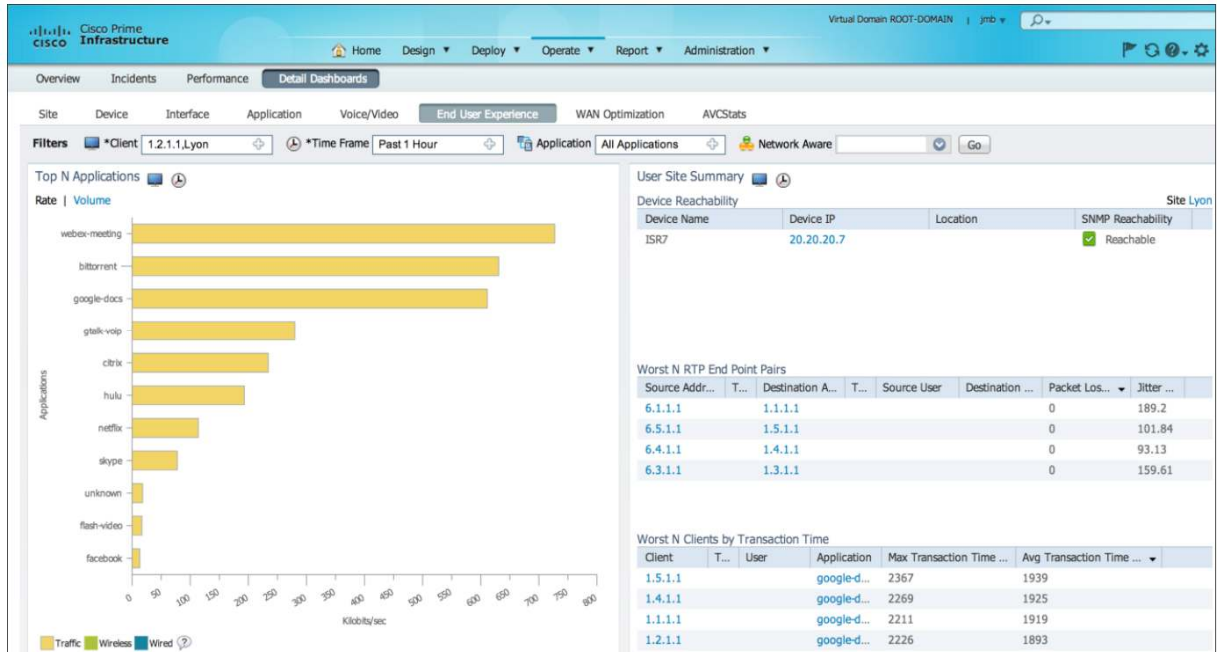 Virtual Domain ROOT-DOMAIN | jmb
cisco Cisco Prime
Infrastructure
Home Design Deploy Operate Report Administration
Overview Incidents Performance Detail Dashboards
Site Device Interface Application Voice/Video End User Experience WAN Optimization AVCStats
Filters *Client 1.2.1.1,Lyon *Time Frame Past 1 Hour Application All Applications Network Aware Go
Top N Applications
Rate | Volume
webex-meeting
bittorrent
google-docs
gtalk-voip
citrix
hulu
netflix
skype
unknown
flash-video
facebook
Applications
0 50 100 150 200 250 300 350 400 450 500 550 600 650 700 750 800
Kilobits/sec
Traffic Wireless Wired ?
User Site Summary
Device Reachability Site Lyon
Device Name Device IP Location SNMP Reachability
ISR7 20.20.20.7 Reachable
Worst N RTP End Point Pairs
Source Addr... T... Destination A... T... Source User Destination ... Packet Los... Jitter ...
6.1.1.1 1.1.1.1 0 189.2
6.5.1.1 1.5.1.1 0 101.84
6.4.1.1 1.4.1.1 0 93.13
6.3.1.1 1.3.1.1 0 159.61
Worst N Clients by Transaction Time
Client T... User Application Max Transaction Time ... Avg Transaction Time ...
1.5.1.1 google-d... 2367 1939
1.4.1.1 google-d... 2269 1925
1.1.1.1 google-d... 2211 1919
1.2.1.1 google-d... 2226 1893